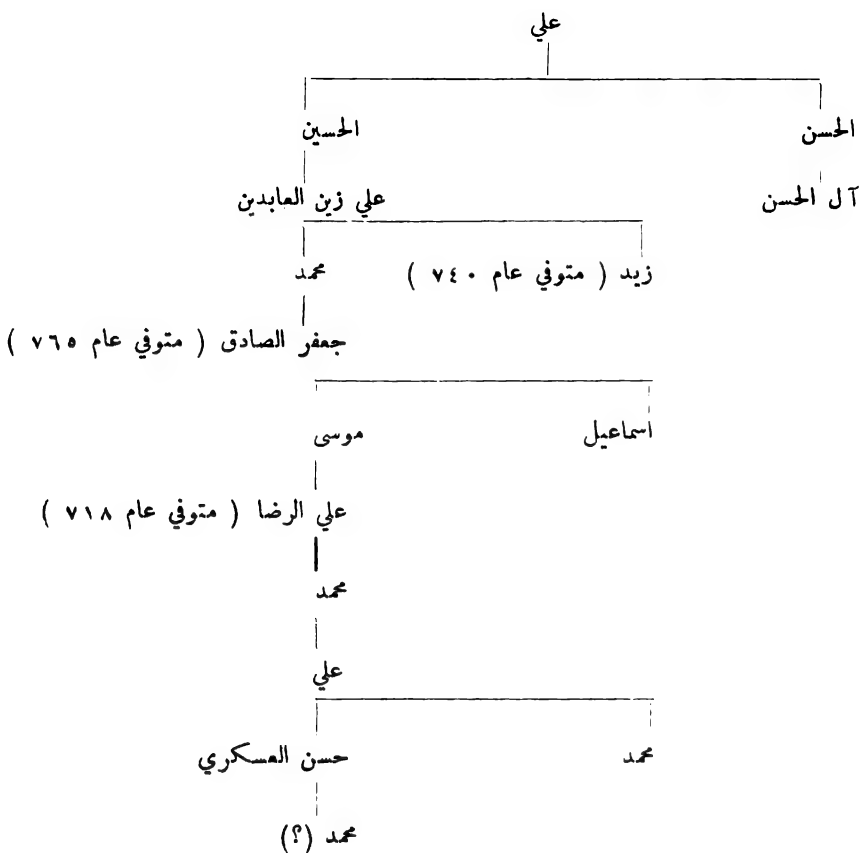 علي
الحسن
الحسين
آل الحسن
علي زين العابدين
زيد ( متوفي عام ٧٤٠ )
محمد
جعفر الصادق ( متوفي عام ٧٦٥ )
اسماعيل
موسى
علي الرضا ( متوفي عام ٧١٨ )
محمد
علي
محمد
حسن العسكري
محمد (؟)